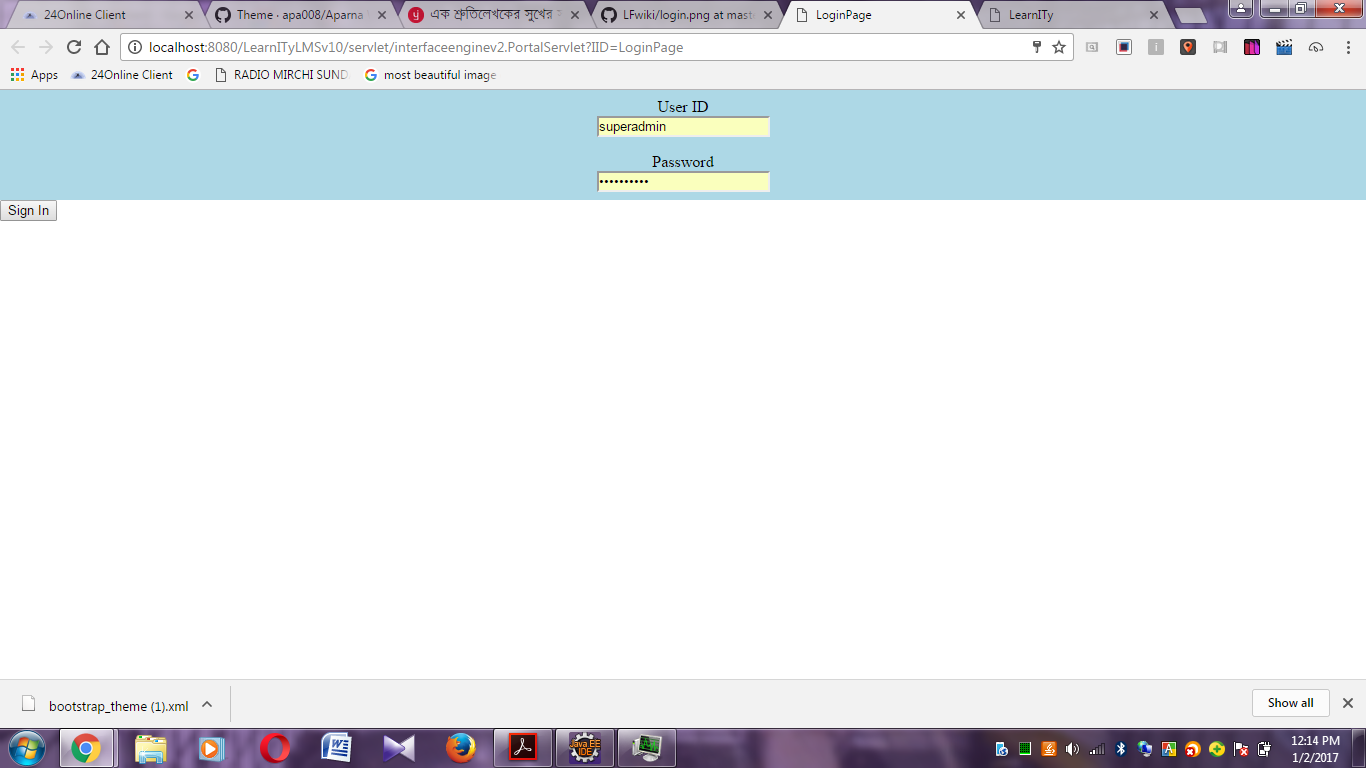 24Online Client
Theme · apa008/Aparna
এক শ্রুতিলেখকের সুখের
LFwiki/login.png at mast
LoginPage
LearnITy
localhost:8080/LearnITyLMSv10/servlet/interfaceenginev2.PortalServlet?IID=LoginPage
Apps
24Online Client
RADIO MIRCHI SUND
most beautiful image
User ID
superadmin
Password
••••••••••
Sign In
bootstrap_theme (1).xml
Show all
Java EE
IDE
12:14 PM
1/2/2017